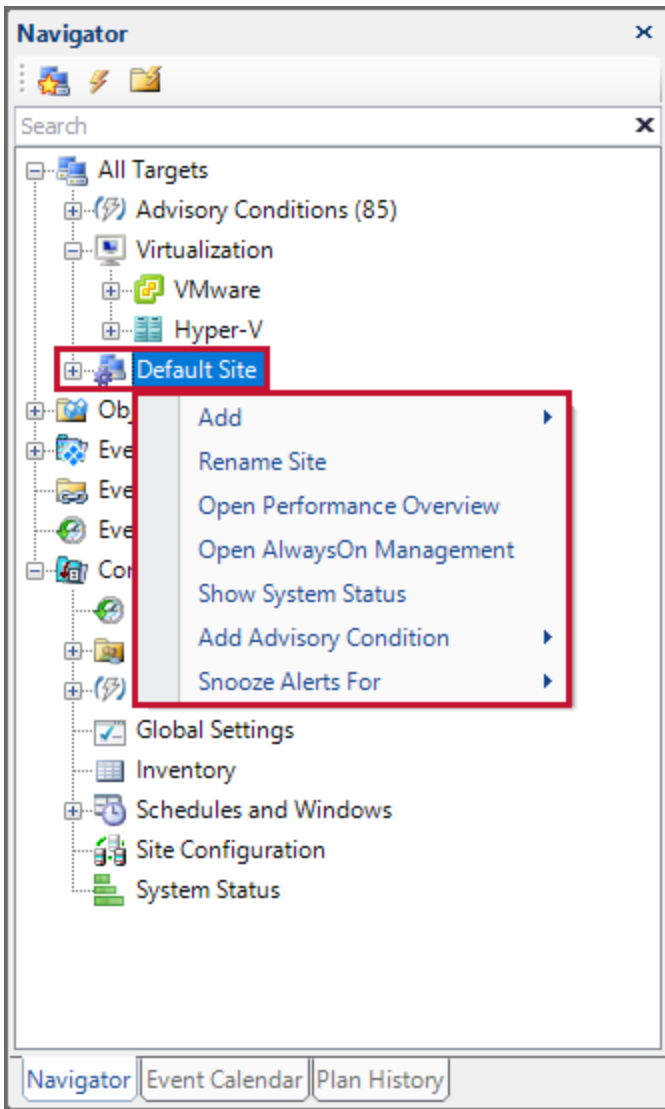 Navigator
Search
All Targets
Advisory Conditions (85)
Virtualization
VMware
Hyper-V
Default Site
Add
Rename Site
Open Performance Overview
Open AlwaysOn Management
Show System Status
Add Advisory Condition
Snooze Alerts For
Global Settings
Inventory
Schedules and Windows
Site Configuration
System Status
Navigator Event Calendar Plan History